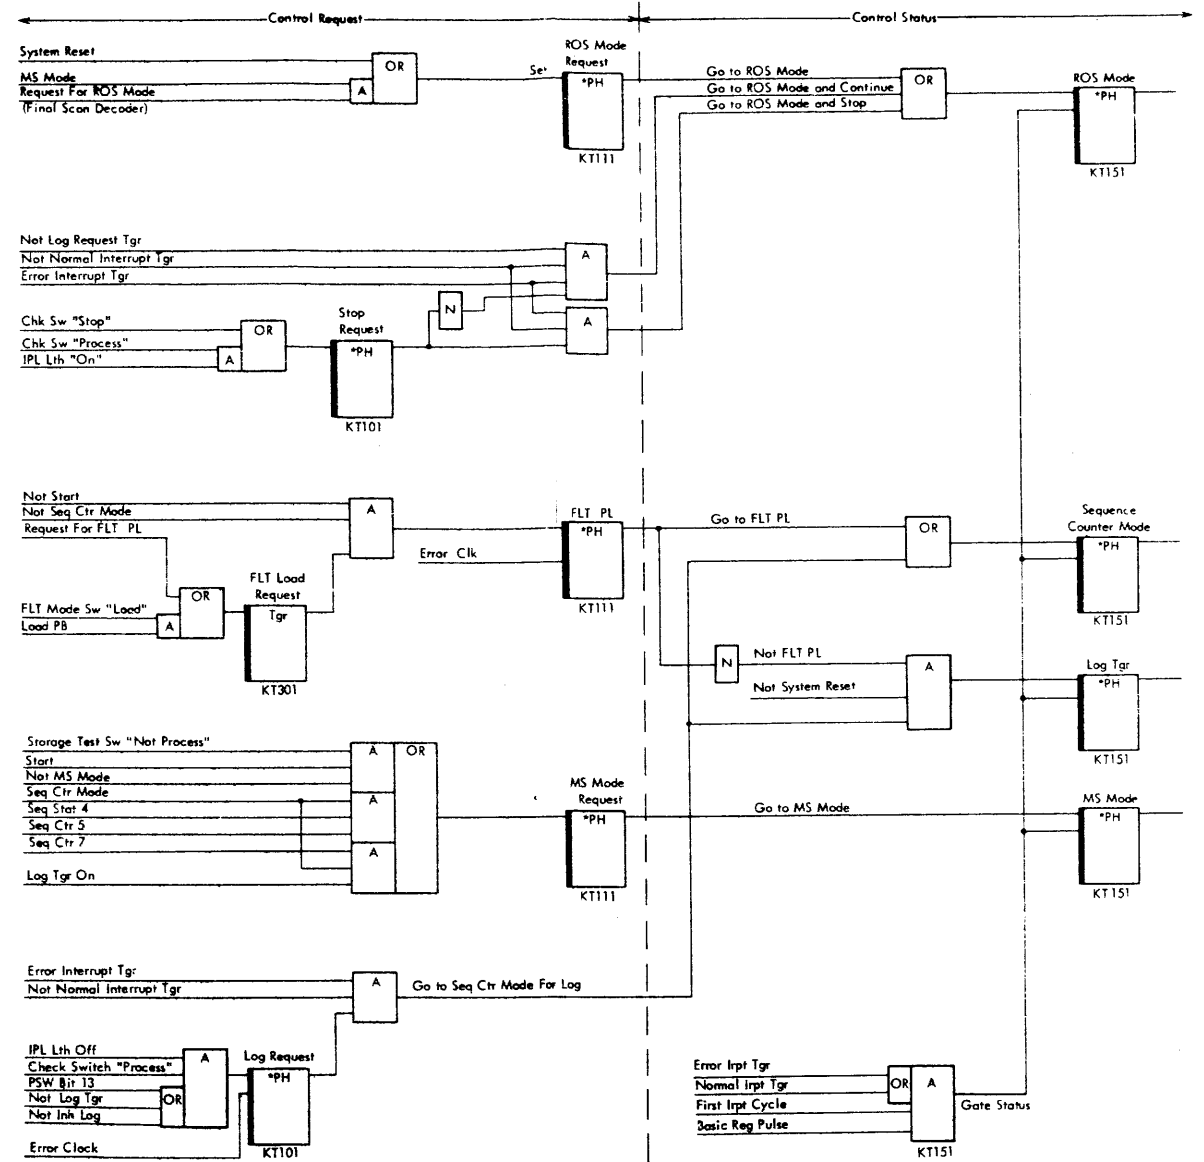 Control Request
Control Status
System Reset
MS Mode
Request For ROS Mode
(Final Scan Decoder)
A
OR
Set
ROS Mode
Request
*PH
KT111
Go to ROS Mode
Go to ROS Mode and Continue
Go to ROS Mode and Stop
OR
ROS Mode
*PH
KT151
Not Log Request Tgr
Not Normal Interrupt Tgr
Error Interrupt Tgr
A
N
A
Chk Sw "Stop"
Chk Sw "Process"
IPL Lth "On"
A
OR
Stop
Request
*PH
KT101
Not Start
Not Seq Ctr Mode
Request For FLT PL
A
FLT Mode Sw "Load"
Load PB
A
OR
FLT Load
Request
Tgr
KT301
Error Clk
FLT PL
*PH
KT111
Go to FLT PL
OR
Sequence
Counter Mode
*PH
KT151
N
Not FLT PL
Not System Reset
A
Log Tgr
*PH
KT151
Storage Test Sw "Not Process"
Start
Not MS Mode
Seq Ctr Mode
Seq Stat 4
Seq Ctr 5
Seq Ctr 7
Log Tgr On
A
A
A
OR
MS Mode
Request
*PH
KT111
Go to MS Mode
MS Mode
*PH
KT151
Error Interrupt Tgr
Not Normal Interrupt Tgr
A
Go to Seq Ctr Mode For Log
IPL Lth Off
Check Switch "Process"
PSW Bit 13
Not Log Tgr
Not Inh Log
OR
A
Error Clock
Log Request
*PH
KT101
Error Irpt Tgr
Normal Irpt Tgr
First Irpt Cycle
Basic Reg Pulse
OR
A
Gate Status
KT151